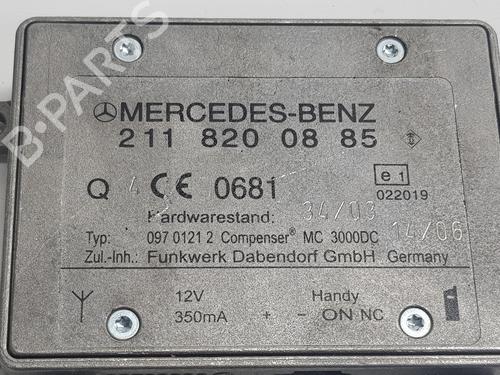 MERCEDES-BENZ
211 820 08 85
Q 4 CE 0681 e1
022019
Hardwarestand: 34/03
14/06
Typ: 097 0121 2 Compenser® MC 3000DC
Zul.-Inh.: Funkwerk Dabendorf GmbH Germany
12V Handy
350mA + - ON NC
B-PARTS